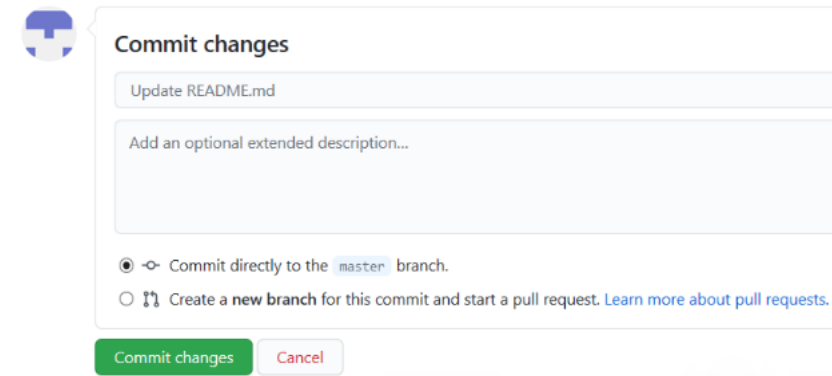 Commit changes
Update README.md
Add an optional extended description...
Commit directly to the master branch.
Create a new branch for this commit and start a pull request. Learn more about pull requests.
Commit changes Cancel